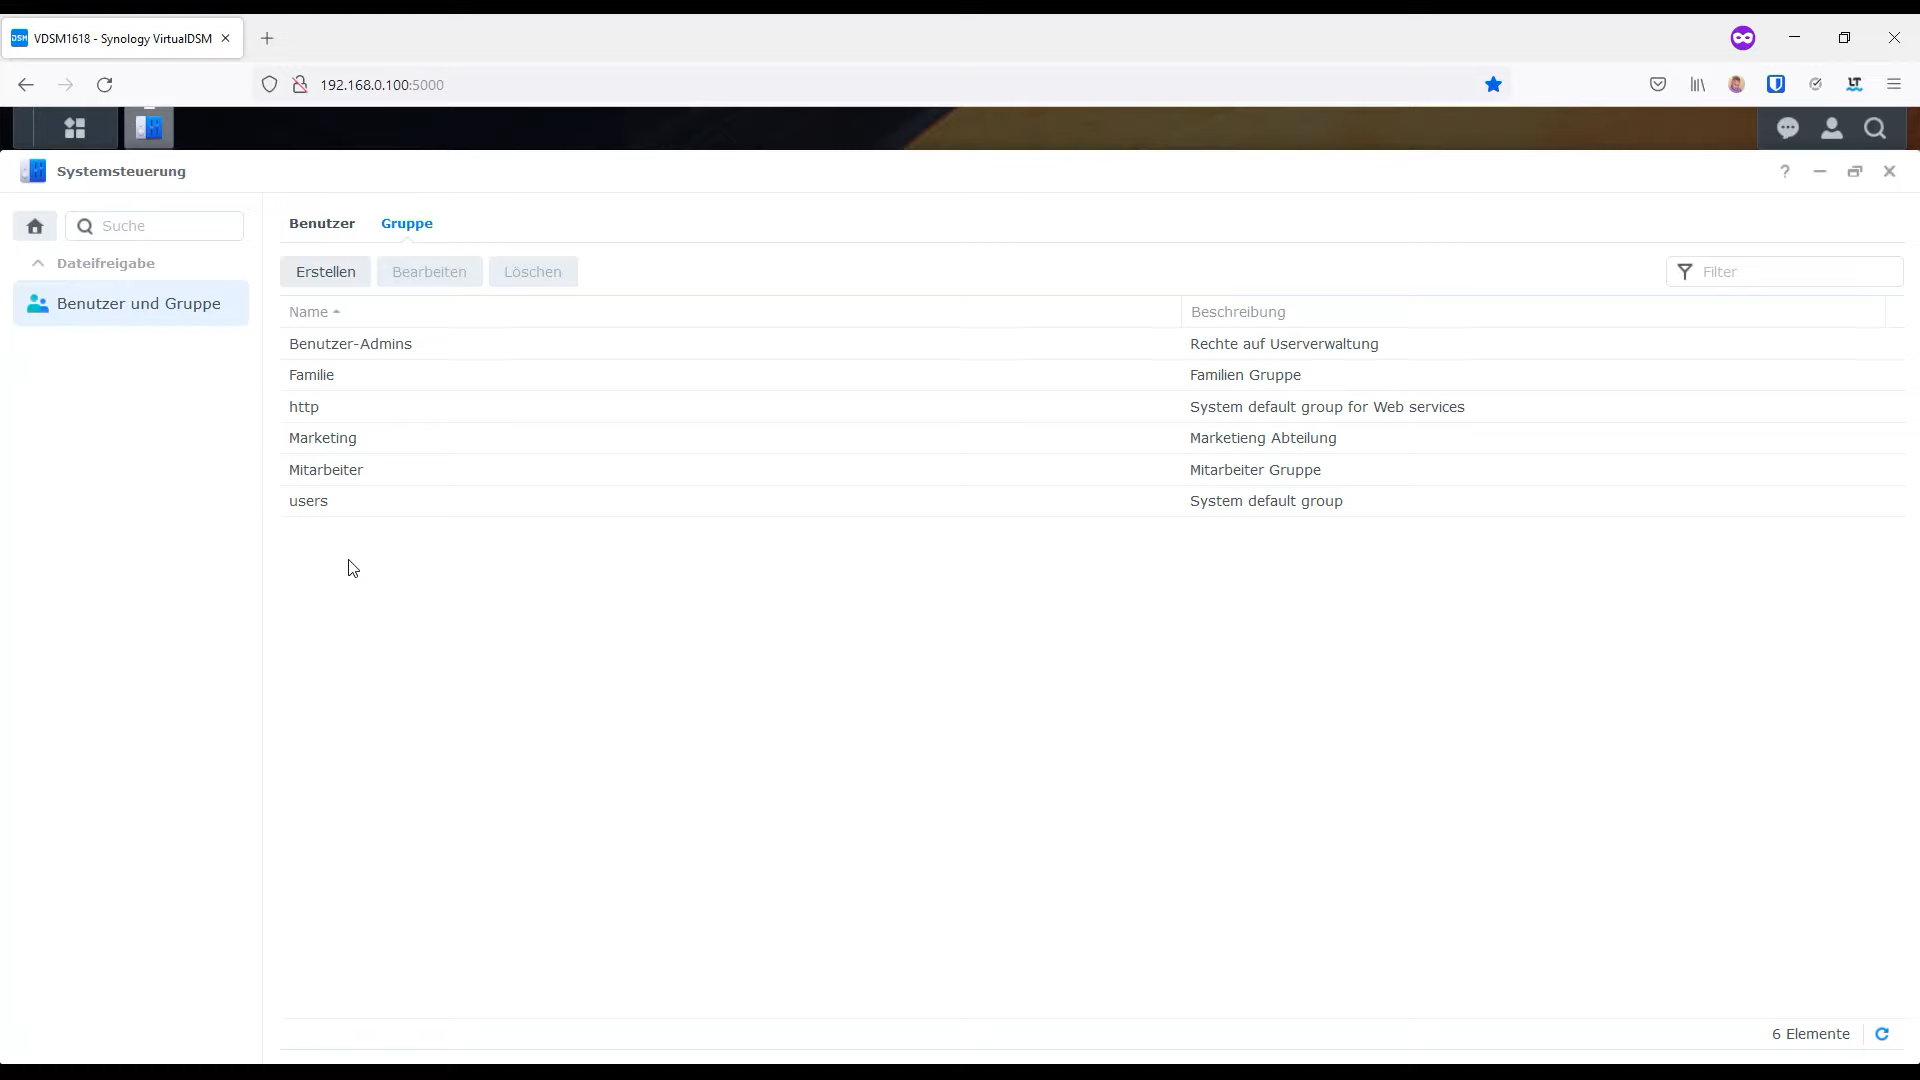 VDSM1618 - Synology VirtualDSM
192.168.0.100:5000
Systemsteuerung
Suche
Dateifreigabe
Benutzer und Gruppe
Benutzer Gruppe
Erstellen Bearbeiten Löschen Filter
Name Beschreibung
Benutzer-Admins Rechte auf Userverwaltung
Familie Familien Gruppe
http System default group for Web services
Marketing Marketieng Abteilung
Mitarbeiter Mitarbeiter Gruppe
users System default group
6 Elemente